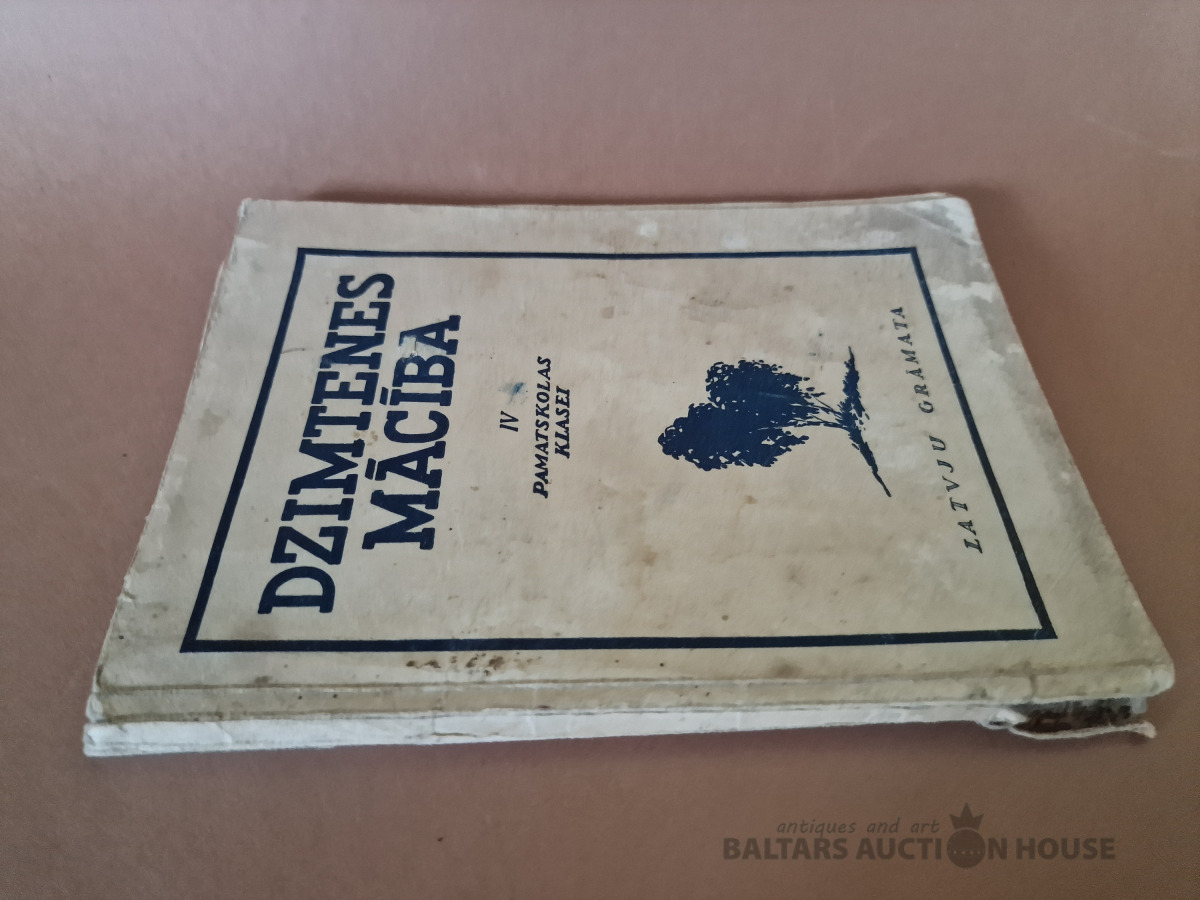 DZIMTENES
MĀCĪBA
IV
PAMATSKOLAS
KLASEI
LATVJU GRĀMATA
antiques and art
BALTARS AUCTION HOUSE